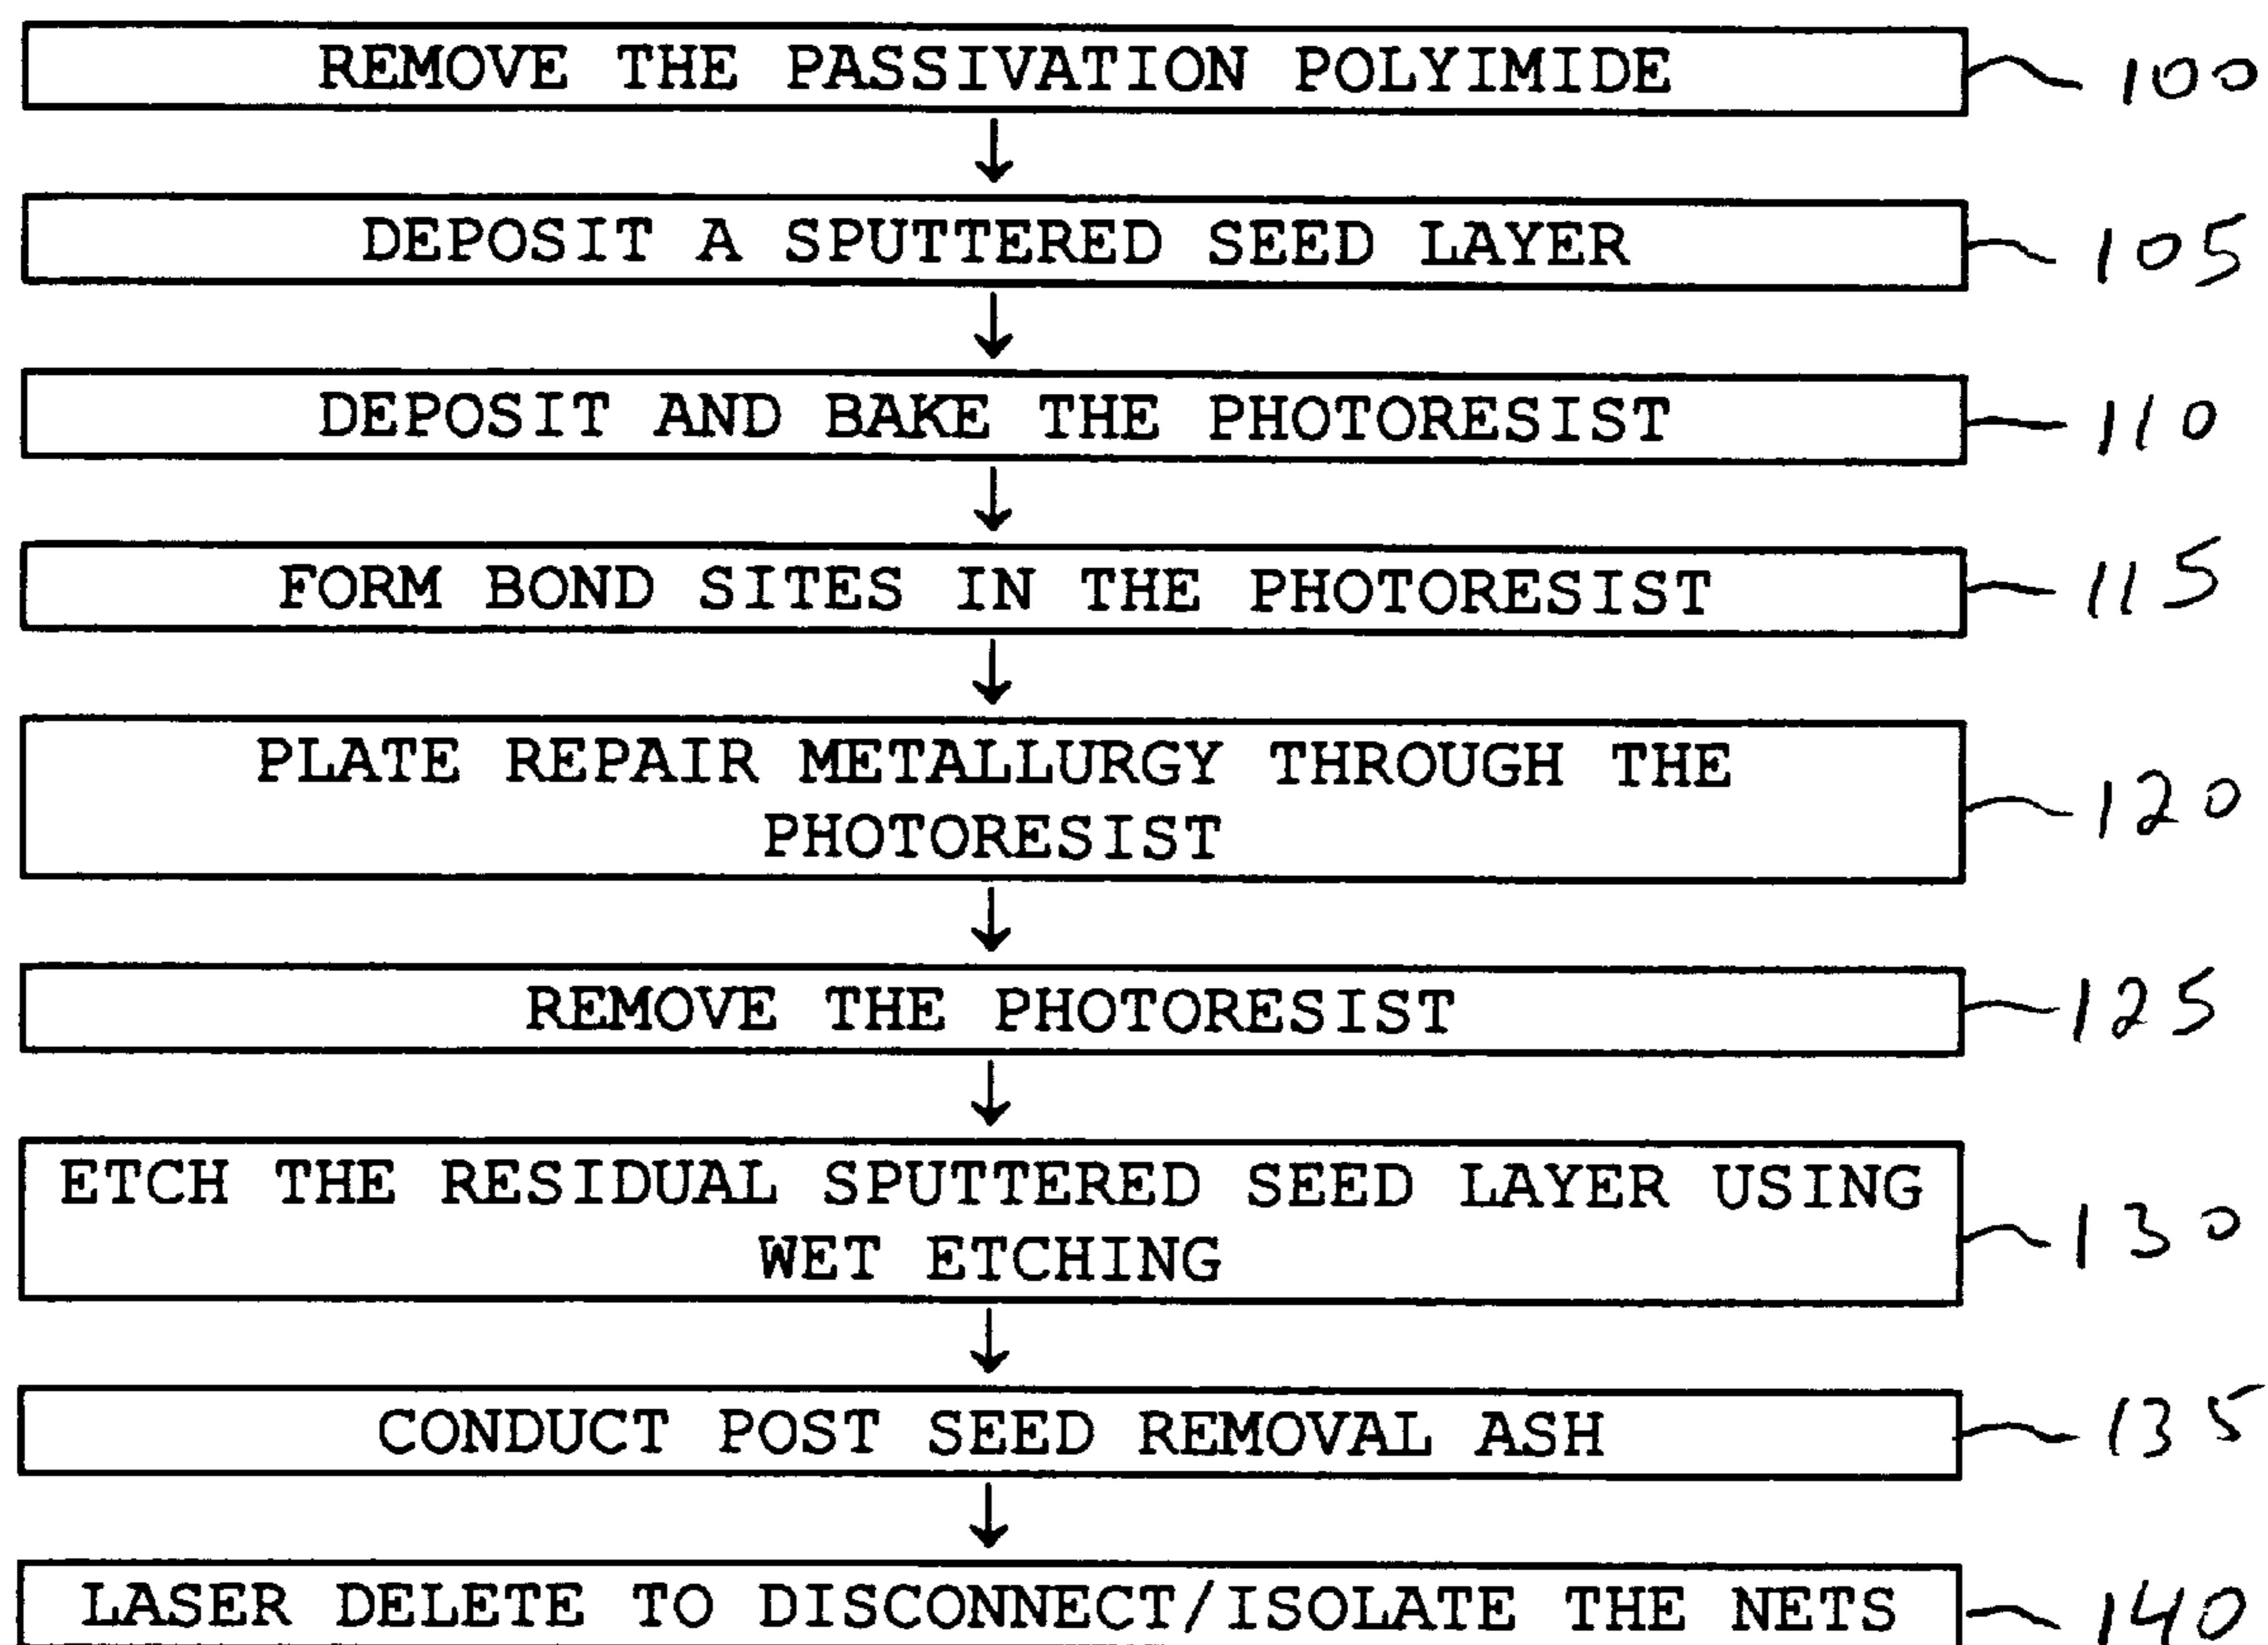 REMOVE THE PASSIVATION POLYIMIDE 100
DEPOSIT A SPUTTERED SEED LAYER 105
DEPOSIT AND BAKE THE PHOTORESIST 110
FORM BOND SITES IN THE PHOTORESIST 115
PLATE REPAIR METALLURGY THROUGH THE
PHOTORESIST 120
REMOVE THE PHOTORESIST 125
ETCH THE RESIDUAL SPUTTERED SEED LAYER USING
WET ETCHING 130
CONDUCT POST SEED REMOVAL ASH 135
LASER DELETE TO DISCONNECT/ISOLATE THE NETS 140